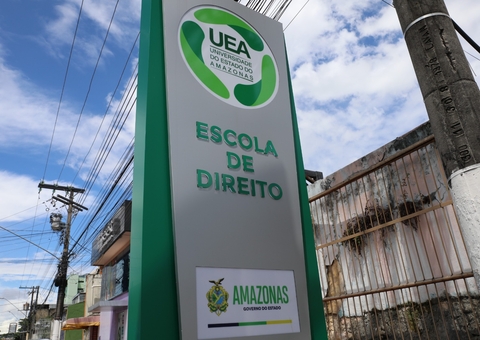 UEA
UNIVERSIDADE
DO ESTADO DO
AMAZONAS
ESCOLA
DE
DIREITO
AMAZONAS
GOVERNO DO ESTADO